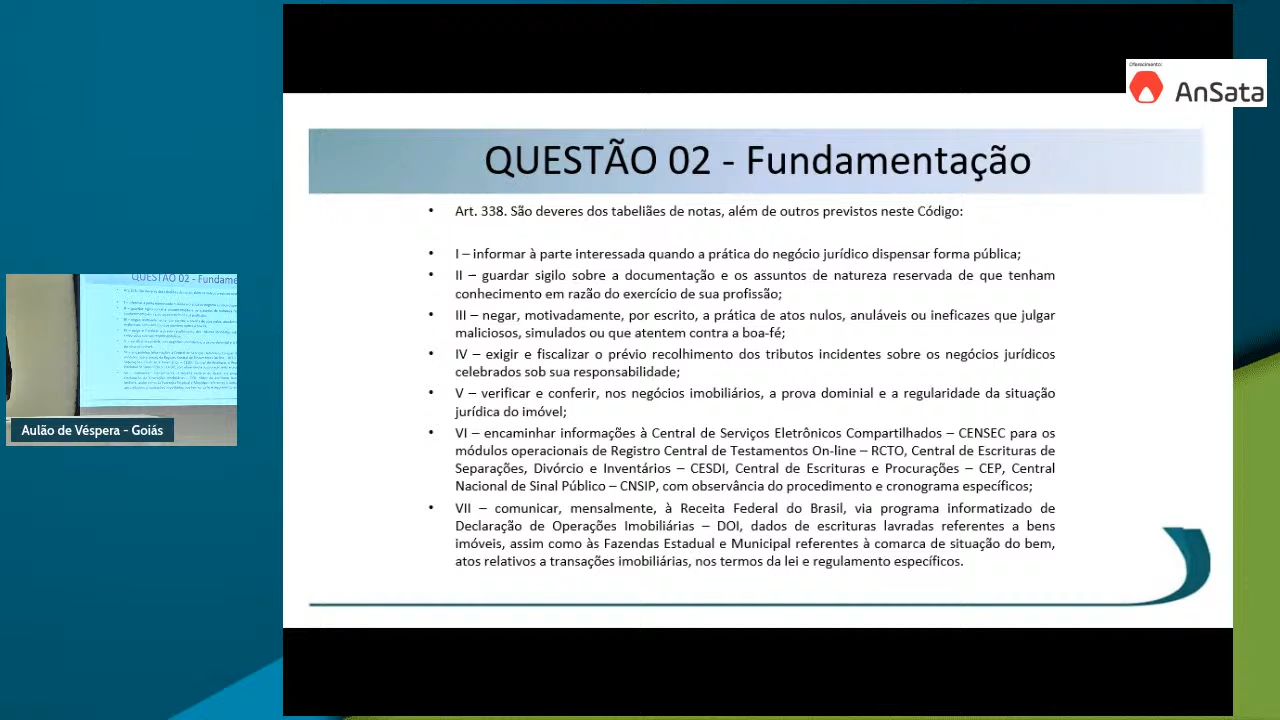 Oferecimento:
AnSata
QUESTÃO 02 - Fundamentação
• Art. 338. São deveres dos tabeliães de notas, além de outros previstos neste Código:
• I – informar à parte interessada quando a prática do negócio jurídico dispensar forma pública;
• II – guardar sigilo sobre a documentação e os assuntos de natureza reservada de que tenham
conhecimento em razão do exercício de sua profissão;
• III – negar, motivadamente, por escrito, a prática de atos nulos, anuláveis ou ineficazes que julgar
maliciosos, simulados ou que atentem contra a boa-fé;
• IV – exigir e fiscalizar o prévio recolhimento dos tributos incidentes sobre os negócios jurídicos
celebrados sob sua responsabilidade;
• V – verificar e conferir, nos negócios imobiliários, a prova dominial e a regularidade da situação
jurídica do imóvel;
• VI – encaminhar informações à Central de Serviços Eletrônicos Compartilhados – CENSEC para os
módulos operacionais de Registro Central de Testamentos On-line – RCTO, Central de Escrituras de
Separações, Divórcio e Inventários – CESDI, Central de Escrituras e Procurações – CEP, Central
Nacional de Sinal Público – CNSIP, com observância do procedimento e cronograma específicos;
• VII – comunicar, mensalmente, à Receita Federal do Brasil, via programa informatizado de
Declaração de Operações Imobiliárias – DOI, dados de escrituras lavradas referentes a bens
imóveis, assim como às Fazendas Estadual e Municipal referentes à comarca de situação do bem,
atos relativos a transações imobiliárias, nos termos da lei e regulamento específicos.
QUESTÃO 02 - Fundame
Aulão de Véspera - Goiás